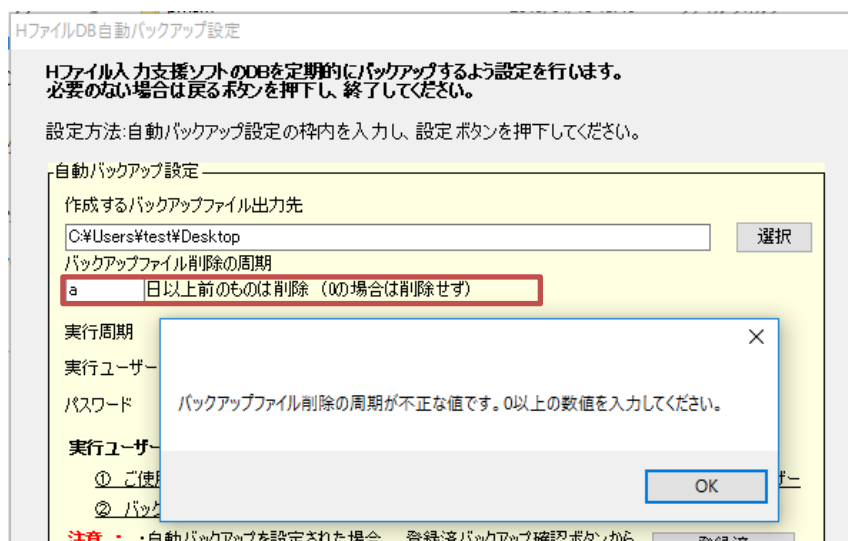 HファイルDB自動バックアップ設定
Hファイル入力支援ソフトのDBを定期的にバックアップするよう設定を行います。
必要のない場合は戻るボタンを押下し、終了してください。
設定方法:自動バックアップ設定の枠内を入力し、設定ボタンを押下してください。
自動バックアップ設定
作成するバックアップファイル出力先
C:¥Users¥test¥Desktop
選択
バックアップファイル削除の周期
a 日以上前のものは削除（0の場合は削除せず）
実行周期
実行ユーザー
パスワード
バックアップファイル削除の周期が不正な値です。0以上の数値を入力してください。
OK
実行ユーザー
① ご使用
② バック
注意 : ・自動バックアップを設定された場合、登録済バックアップ確認ボタンから
登録済